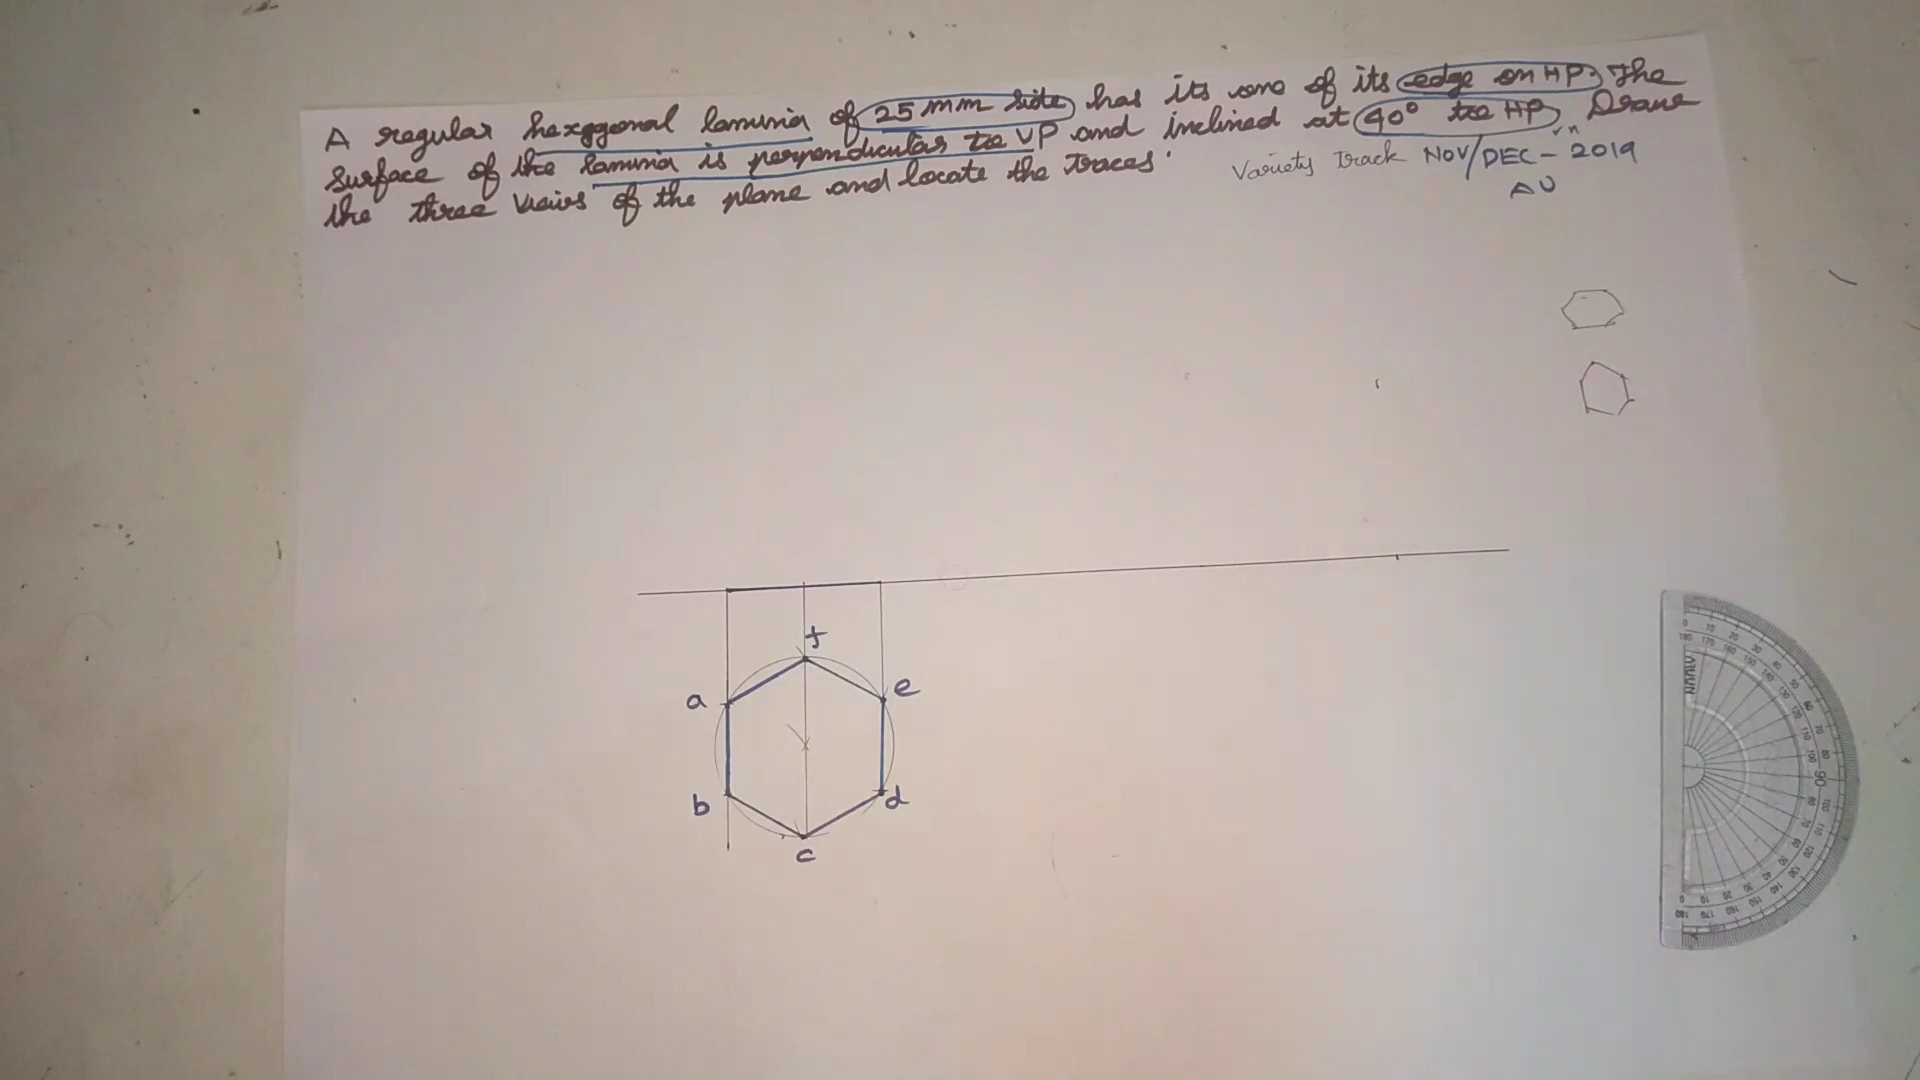 A regular hexagonal lamina of 25 mm side has its one of its edge on HP. The
surface of the lamina is perpendicular to VP and inclined at 40° to HP. Draw
the three views of the plane and locate the traces.
Variety Track NOV/DEC - 2019
AU
f
a
e
b
d
c